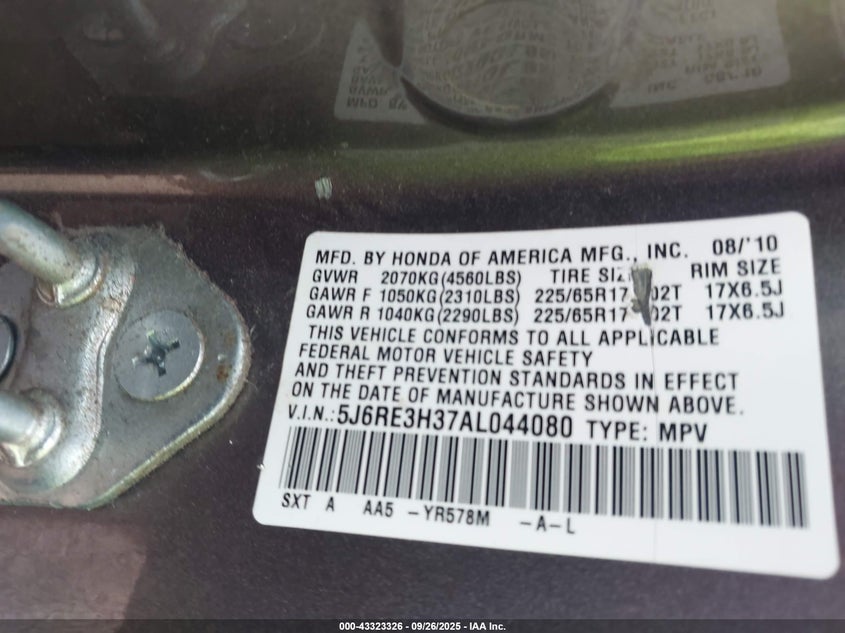 MFD. BY HONDA OF AMERICA MFG., INC. 08/'10
GVWR 2070KG(4560LBS) TIRE SIZE RIM SIZE
GAWR F 1050KG(2310LBS) 225/65R17 02T 17X6.5J
GAWR R 1040KG(2290LBS) 225/65R17 02T 17X6.5J
THIS VEHICLE CONFORMS TO ALL APPLICABLE
FEDERAL MOTOR VEHICLE SAFETY
AND THEFT PREVENTION STANDARDS IN EFFECT
ON THE DATE OF MANUFACTURE SHOWN ABOVE.
V.I.N.: 5J6RE3H37AL044080 TYPE: MPV
SXT A AA5 -YR578M -A-L
000-43323326 - 09/26/2025 - IAA Inc.